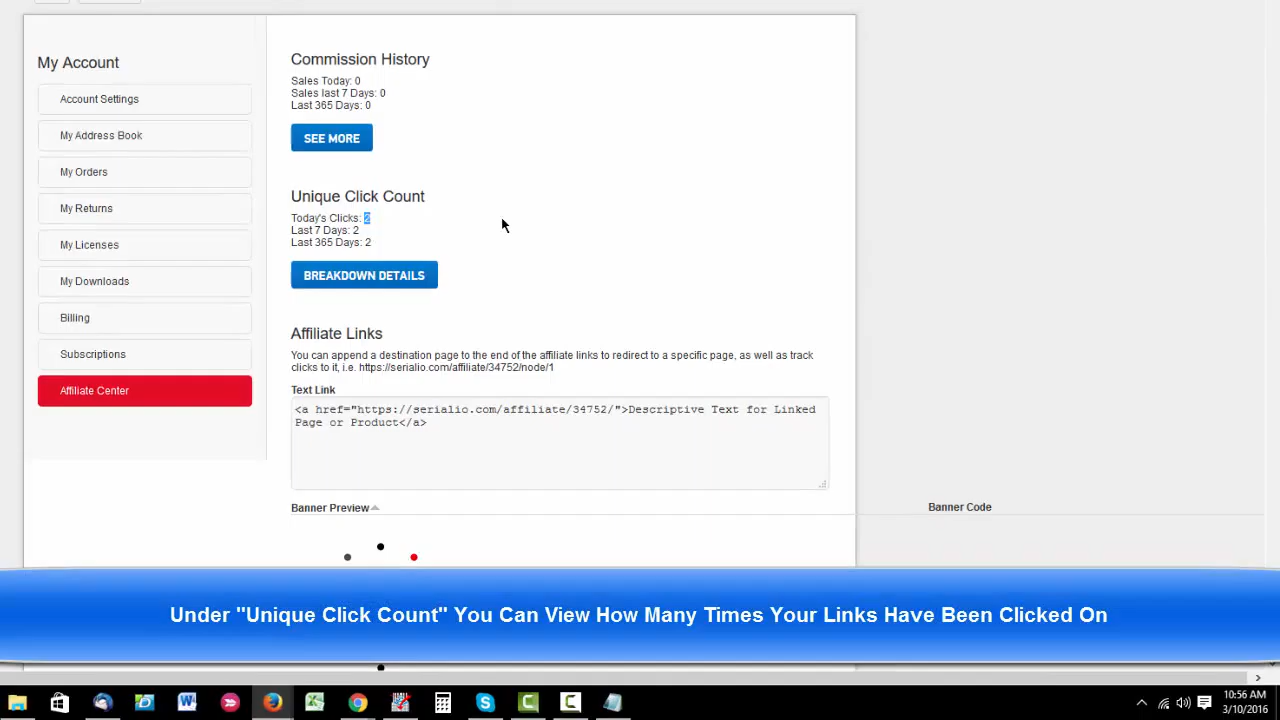 My Account
Account Settings
My Address Book
My Orders
My Returns
My Licenses
My Downloads
Billing
Subscriptions
Affiliate Center
Commission History
Sales Today: 0
Sales last 7 Days: 0
Last 365 Days: 0
SEE MORE
Unique Click Count
Today's Clicks: 2
Last 7 Days: 2
Last 365 Days: 2
BREAKDOWN DETAILS
Affiliate Links
You can append a destination page to the end of the affiliate links to redirect to a specific page, as well as track
clicks to it, i.e. https://serialio.com/affiliate/34752/node/1
Text Link
<a href="https://serialio.com/affiliate/34752/">Descriptive Text for Linked
Page or Product</a>
Banner Preview
Banner Code
Under "Unique Click Count" You Can View How Many Times Your Links Have Been Clicked On
10:56 AM
3/10/2016